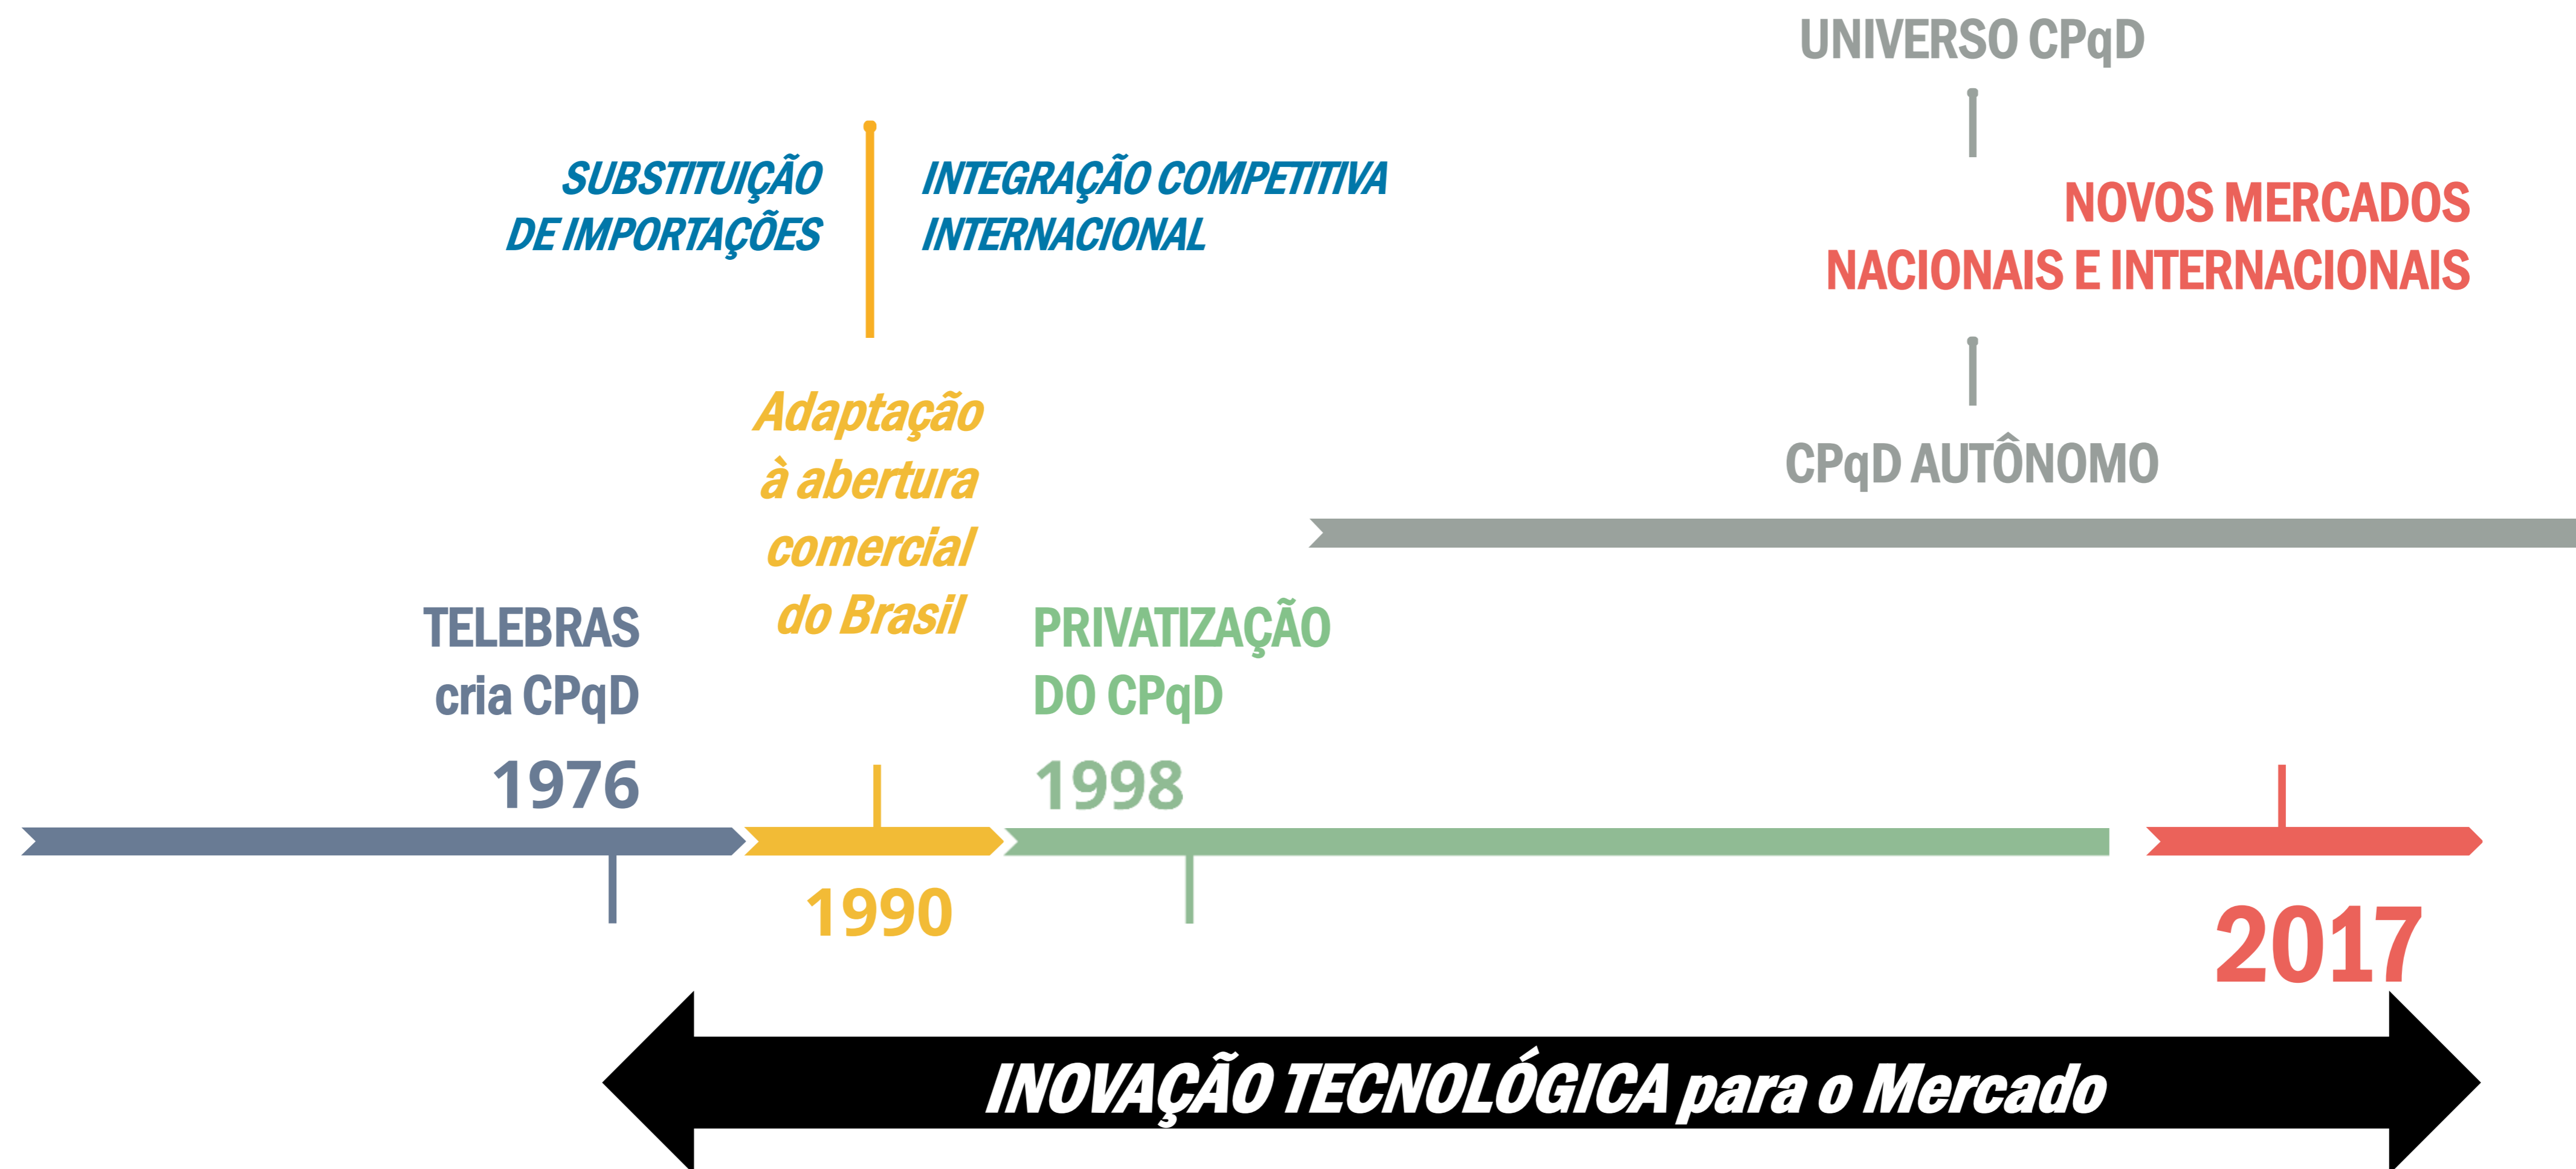 UNIVERSO CPqD
SUBSTITUIÇÃO
DE IMPORTAÇÕES
INTEGRAÇÃO COMPETITIVA
INTERNACIONAL
NOVOS MERCADOS
NACIONAIS E INTERNACIONAIS
CPqD AUTÔNOMO
Adaptação
à abertura
comercial
do Brasil
TELEBRAS
cria CPqD
1976
PRIVATIZAÇÃO
DO CPqD
1998
1990
2017
INOVAÇÃO TECNOLÓGICA para o Mercado